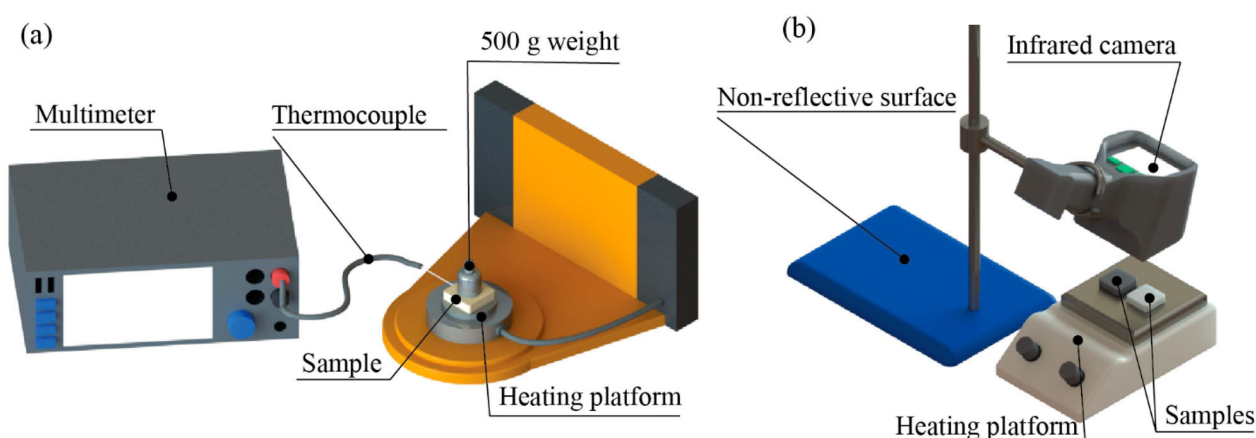 (a)
500 g weight
Thermocouple
Multimeter
Sample
Heating platform
(b)
Infrared camera
Non-reflective surface
Heating platform
Samples